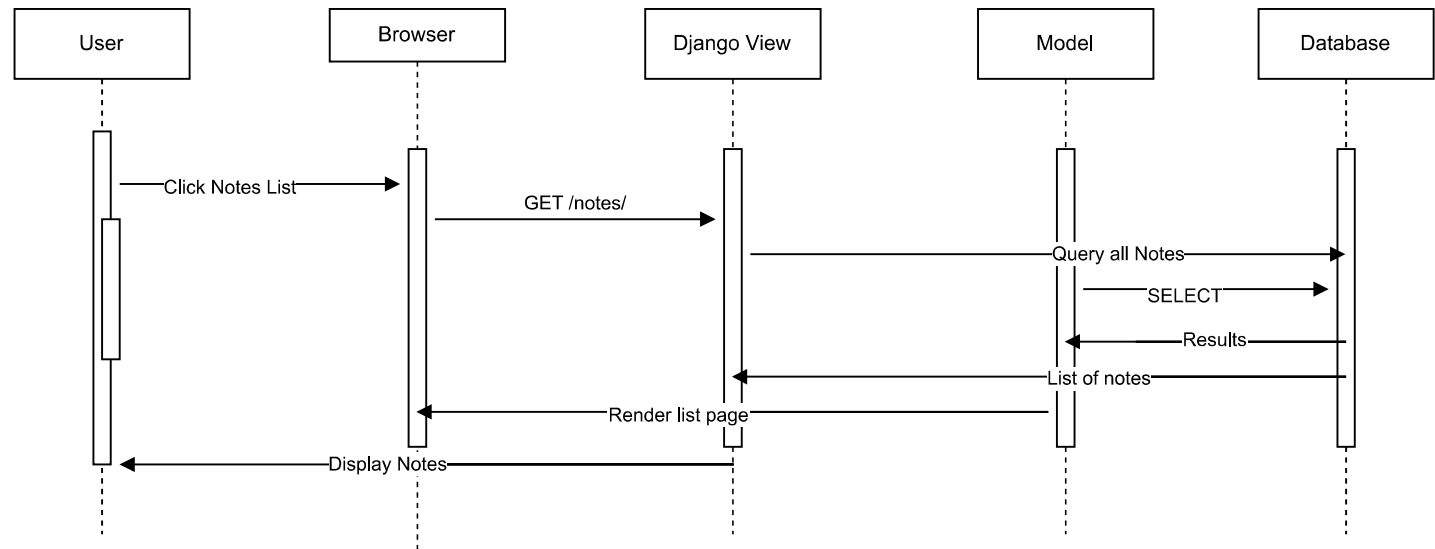 User
Browser
Django View
Model
Database
Click Notes List
GET /notes/
Query all Notes
SELECT
Results
List of notes
Render list page
Display Notes